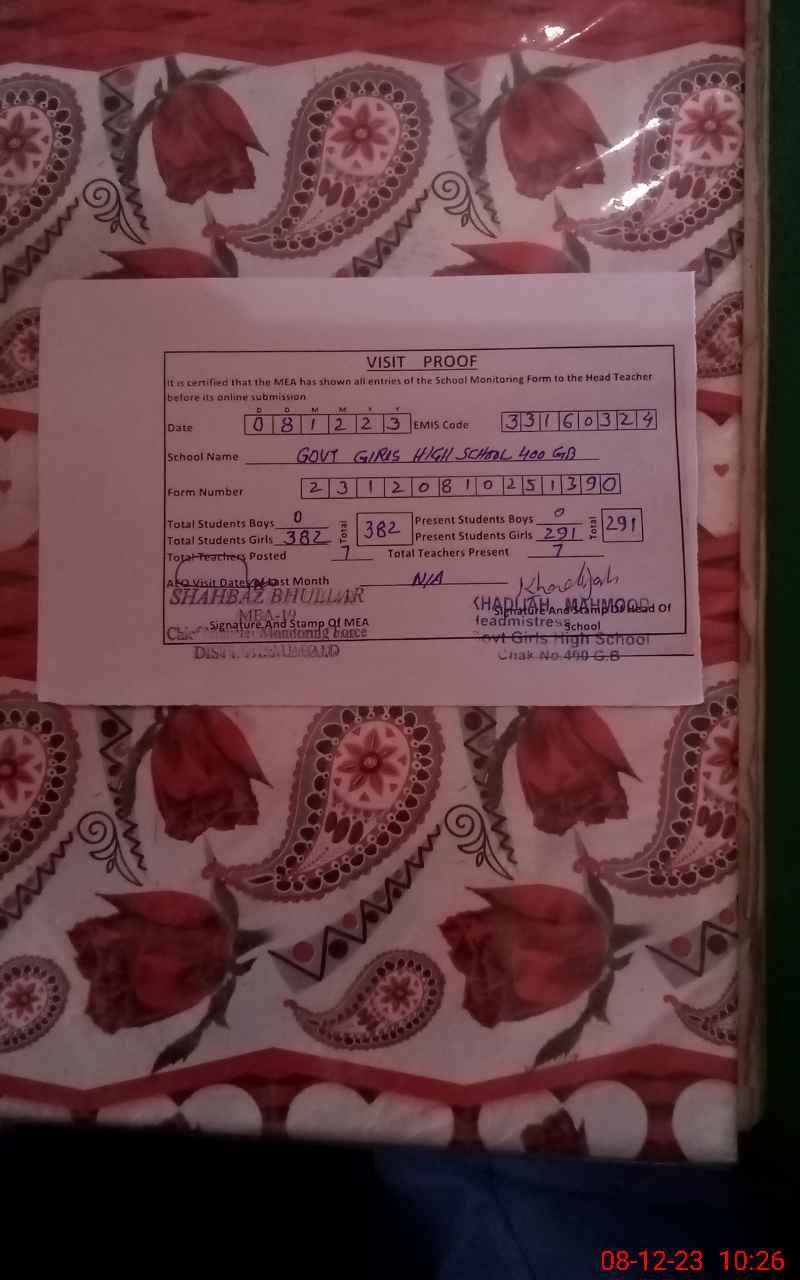 VISIT PROOF
It is certified that the MEA has shown all entries of the School Monitoring Form to the Head Teacher
before its online submission
D D M M Y Y
Date 0 8 1 2 2 3 EMIS Code 3 3 1 6 0 3 2 4
School Name GOVT GIRLS HIGH SCHOOL 400 GB
Form Number 2 3 1 2 0 8 1 0 2 5 1 3 9 0
Total Students Boys 0 Total 382 Present Students Boys 0 Total 291
Total Students Girls 382 Present Students Girls 291
Total Teachers Posted 7 Total Teachers Present 7
AEO Visit Date Last Month N/A Khadijah
SHAHBAZ BHULLAR KHADIJAH MAHMOOD
MEA-19 Signature And Stamp Of Head Of
Signature And Stamp Of MEA Headmistress School
Monitoring Force Govt Girls High School
Chak No.400 G.B
08-12-23 10:26